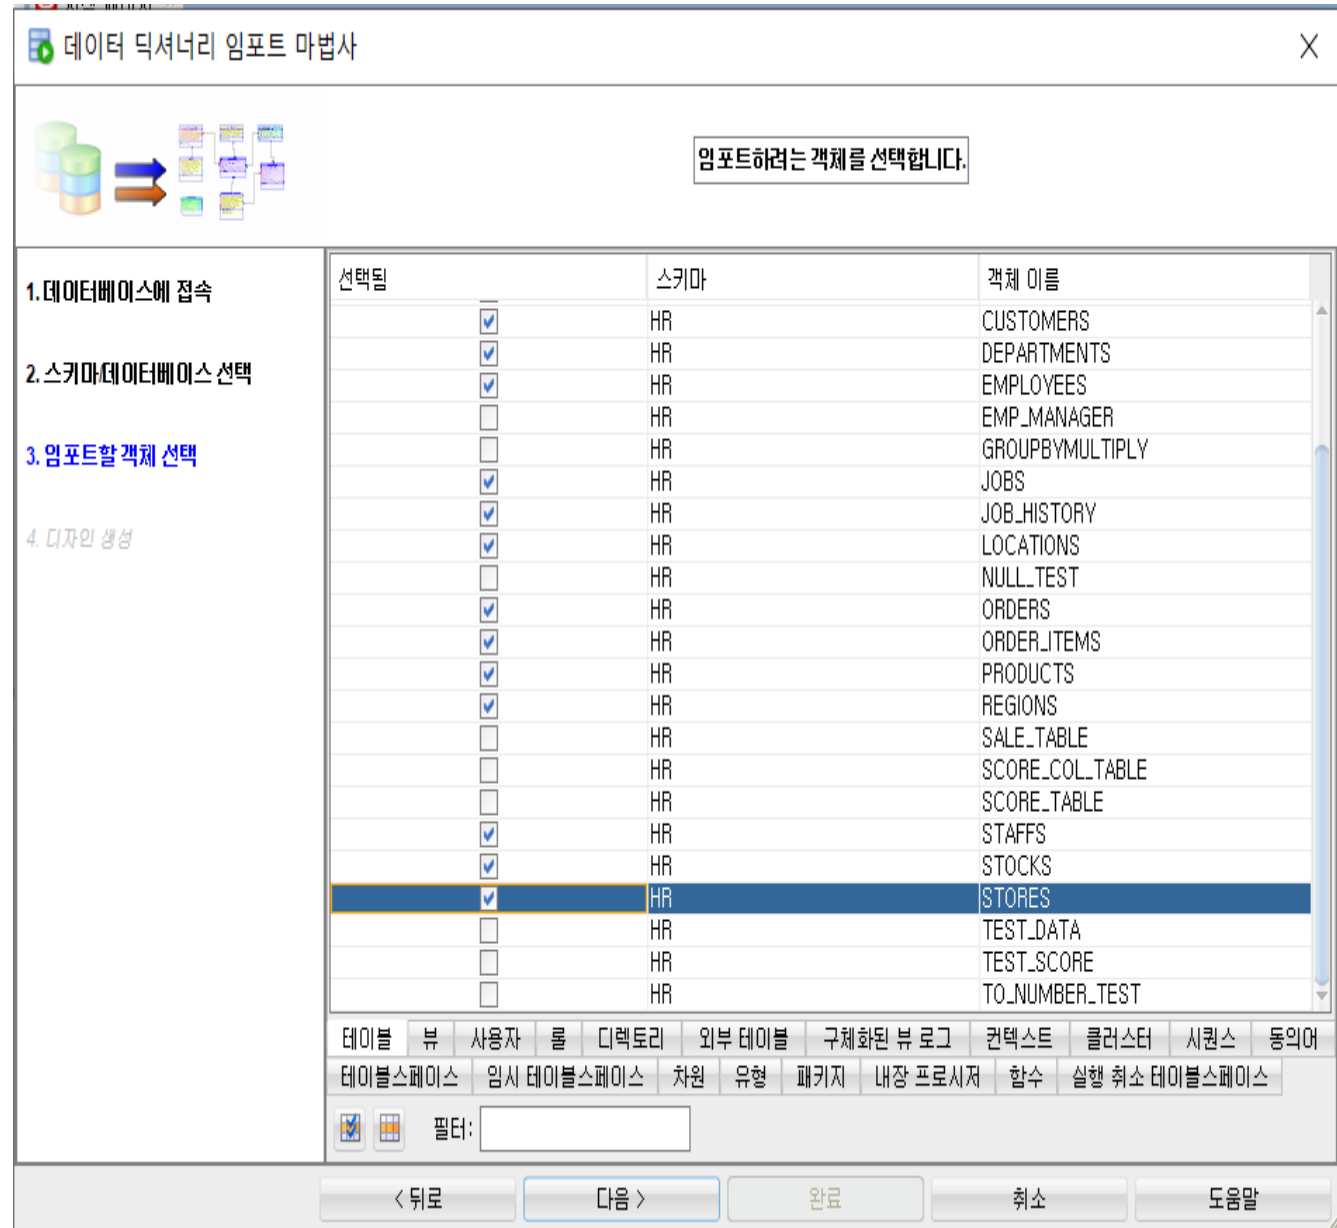 데이터 딕셔너리 임포트 마법사
임포트하려는 객체를 선택합니다.
1. 데이터베이스에 접속
2. 스키마/데이터베이스 선택
3. 임포트할 객체 선택
4. 디자인 생성
선택됨 스키마 객체 이름
HR CUSTOMERS
HR DEPARTMENTS
HR EMPLOYEES
HR EMP_MANAGER
HR GROUPBYMULTIPLY
HR JOBS
HR JOB_HISTORY
HR LOCATIONS
HR NULL_TEST
HR ORDERS
HR ORDER_ITEMS
HR PRODUCTS
HR REGIONS
HR SALE_TABLE
HR SCORE_COL_TABLE
HR SCORE_TABLE
HR STAFFS
HR STOCKS
HR STORES
HR TEST_DATA
HR TEST_SCORE
HR TO_NUMBER_TEST
테이블 뷰 사용자 롤 디렉토리 외부 테이블 구체화된 뷰 로그 컨텍스트 클러스터 시퀀스 동의어
테이블스페이스 임시 테이블스페이스 차원 유형 패키지 내장 프로시저 함수 실행 취소 테이블스페이스
필터:
< 뒤로 다음 > 완료 취소 도움말